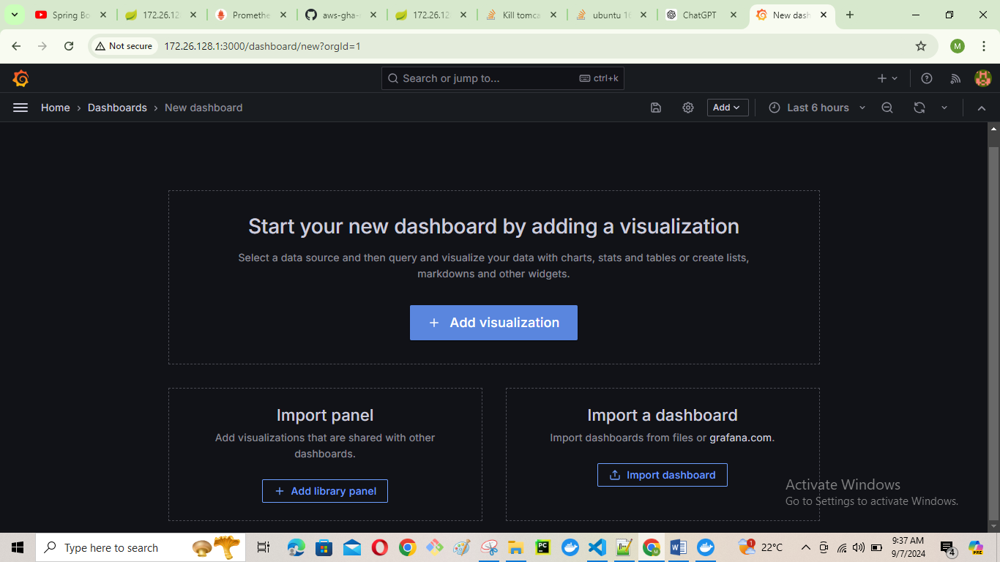 Spring Bo
172.26.12
Promethe
aws-gha-
172.26.12
Kill tomca
ubuntu 16
ChatGPT
New dash
Not secure
172.26.128.1:3000/dashboard/new?orgId=1
M
Search or jump to...
ctrl+k
Home › Dashboards › New dashboard
Add
Last 6 hours
Start your new dashboard by adding a visualization
Select a data source and then query and visualize your data with charts, stats and tables or create lists,
markdowns and other widgets.
+ Add visualization
Import panel
Add visualizations that are shared with other
dashboards.
+ Add library panel
Import a dashboard
Import dashboards from files or grafana.com.
Import dashboard
Activate Windows
Go to Settings to activate Windows.
Type here to search
PC
1
22°C
9:37 AM
9/7/2024
4
PRE